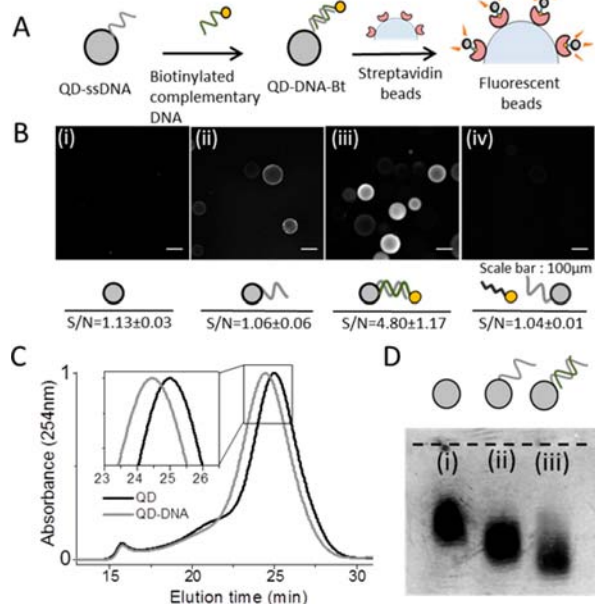 A
QD-ssDNA
Biotinylated
complementary
DNA
QD-DNA-Bt
Streptavidin
beads
Fluorescent
beads
B
(i)
(ii)
(iii)
(iv)
Scale bar : 100μm
S/N=1.13±0.03
S/N=1.06±0.06
S/N=4.80±1.17
S/N=1.04±0.01
C
Absorbance (254nm)
1
0
23 24 25 26
QD
QD-DNA
15 20 25 30
Elution time (min)
D
(i)
(ii)
(iii)